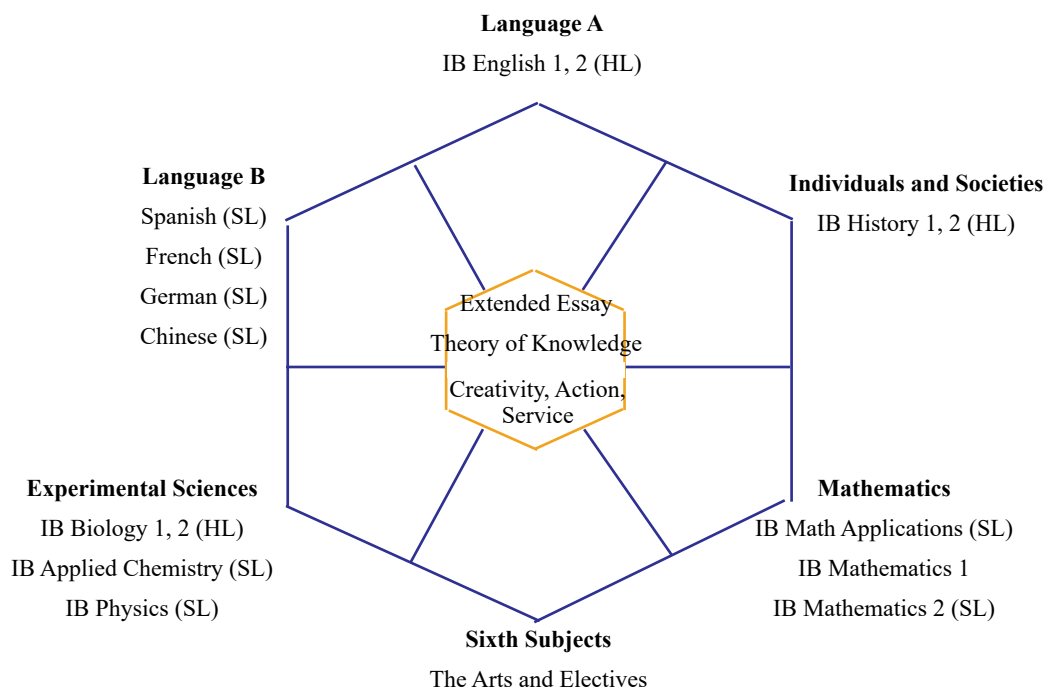 Language A
IB English 1, 2 (HL)
Language B
Spanish (SL)
French (SL)
German (SL)
Chinese (SL)
Individuals and Societies
IB History 1, 2 (HL)
Extended Essay
Theory of Knowledge
Creativity, Action,
Service
Experimental Sciences
IB Biology 1, 2 (HL)
IB Applied Chemistry (SL)
IB Physics (SL)
Mathematics
IB Math Applications (SL)
IB Mathematics 1
IB Mathematics 2 (SL)
Sixth Subjects
The Arts and Electives